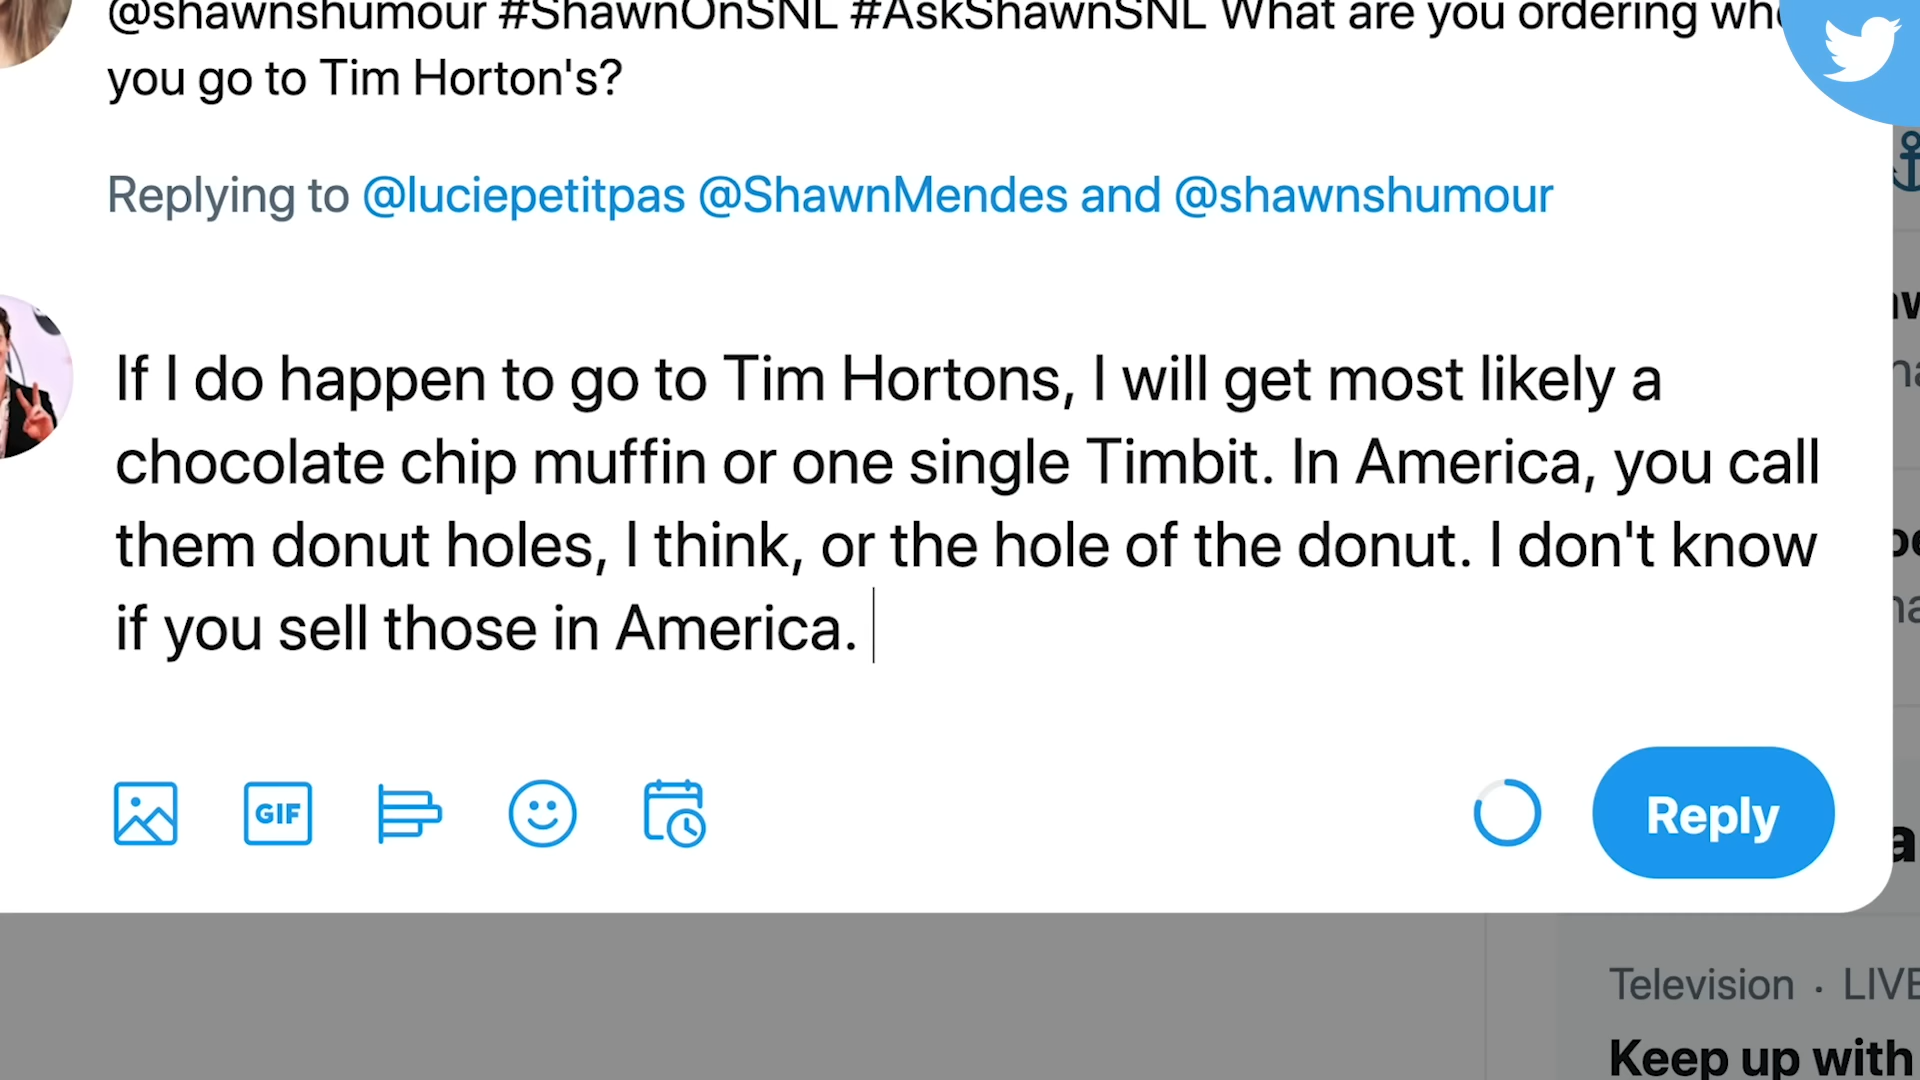 @shawnshumour #ShawnOnSNL #AskShawnSNL What are you ordering
you go to Tim Horton's?
Replying to @luciepetitpas @ShawnMendes and @shawnshumour
If I do happen to go to Tim Hortons, I will get most likely a
chocolate chip muffin or one single Timbit. In America, you call
them donut holes, I think, or the hole of the donut. I don't know
if you sell those in America.
GIF
Reply
Television · LIVE
Keep up with